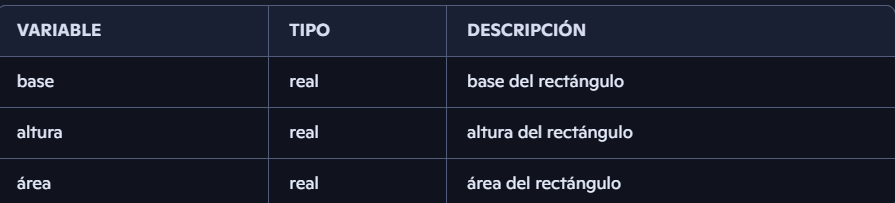 VARIABLE TIPO DESCRIPCIÓN
base real base del rectángulo
altura real altura del rectángulo
área real área del rectángulo